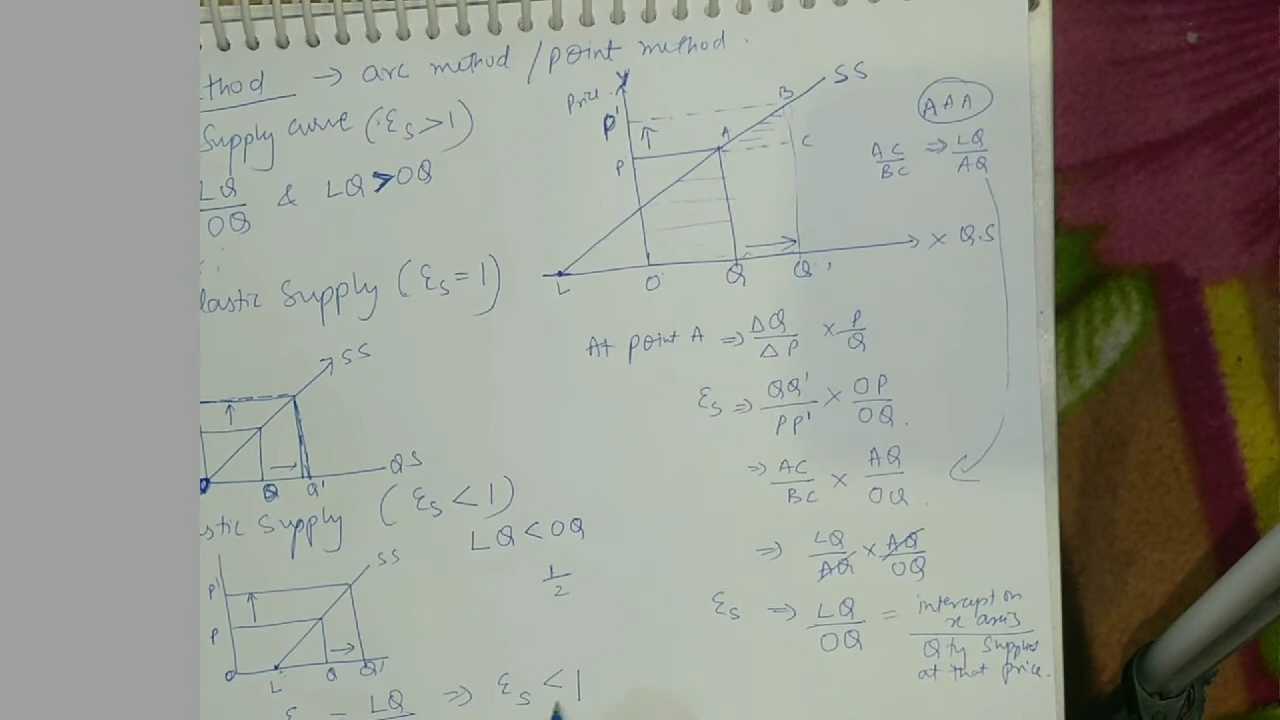 thod → arc method / point method.
Supply curve (εs>1)
LQ/OQ & LQ>OQ
lastic Supply (εs=1)
SS
Q Q' QS
stic Supply (εs<1)
LQ<OQ
1/2
SS
P'
P
O L Q Q'
ε = LQ ⇒ εs<1
Price Y
SS
P' B
P A C
L O Q Q' X Q.S
AAA
AC/BC ⇒ LQ/AQ
At point A ⇒ ΔQ/ΔP × P/Q
εs ⇒ QQ'/PP' × OP/OQ.
⇒ AC/BC × AQ/OQ.
⇒ LQ/AQ × AQ/OQ
εs ⇒ LQ/OQ = intercept on x axis / Qty Supplied at that price.